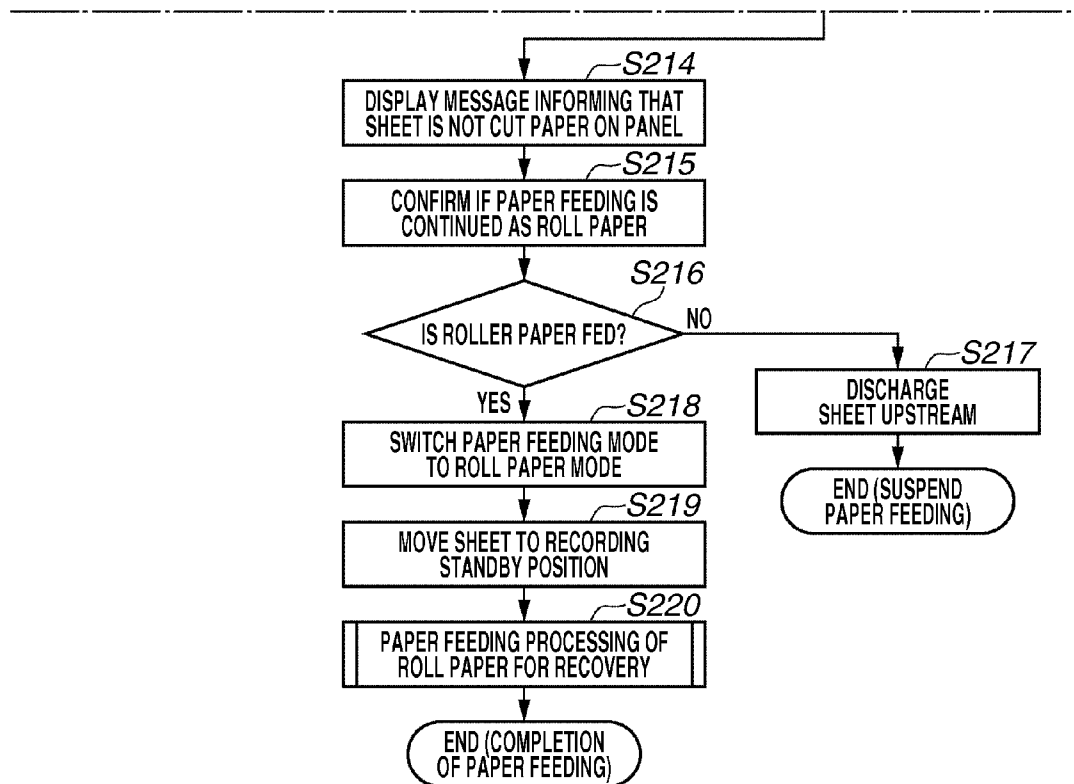 S214
DISPLAY MESSAGE INFORMING THAT
SHEET IS NOT CUT PAPER ON PANEL
S215
CONFIRM IF PAPER FEEDING IS
CONTINUED AS ROLL PAPER
S216
IS ROLLER PAPER FED?
NO
S217
DISCHARGE
SHEET UPSTREAM
END (SUSPEND
PAPER FEEDING)
YES
S218
SWITCH PAPER FEEDING MODE
TO ROLL PAPER MODE
S219
MOVE SHEET TO RECORDING
STANDBY POSITION
S220
PAPER FEEDING PROCESSING OF
ROLL PAPER FOR RECOVERY
END (COMPLETION
OF PAPER FEEDING)